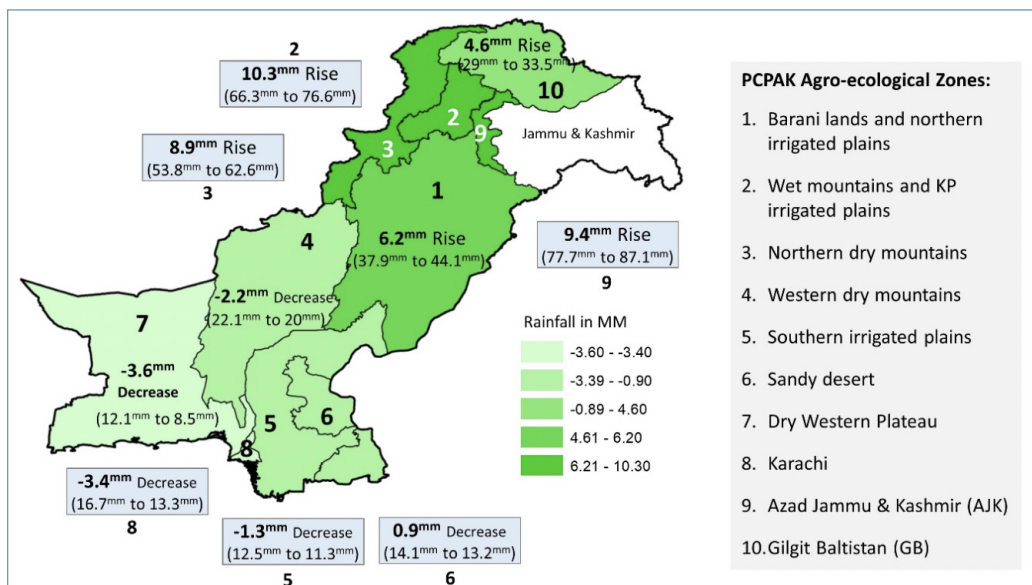 2
10.3mm Rise
(66.3mm to 76.6mm)
8.9mm Rise
(53.8mm to 62.6mm)
3
4.6mm Rise
(29mm to 33.5mm)
10
2
9
3
Jammu & Kashmir
1
6.2mm Rise
(37.9mm to 44.1mm)
9.4mm Rise
(77.7mm to 87.1mm)
9
4
-2.2mm Decrease
(22.1mm to 20mm)
7
-3.6mm
Decrease
(12.1mm to 8.5mm)
5
6
8
-3.4mm Decrease
(16.7mm to 13.3mm)
8
-1.3mm Decrease
(12.5mm to 11.3mm)
5
0.9mm Decrease
(14.1mm to 13.2mm)
6
Rainfall in MM
-3.60 - -3.40
-3.39 - -0.90
-0.89 - 4.60
4.61 - 6.20
6.21 - 10.30
PCPAK Agro-ecological Zones:
1. Barani lands and northern
irrigated plains
2. Wet mountains and KP
irrigated plains
3. Northern dry mountains
4. Western dry mountains
5. Southern irrigated plains
6. Sandy desert
7. Dry Western Plateau
8. Karachi
9. Azad Jammu & Kashmir (AJK)
10. Gilgit Baltistan (GB)